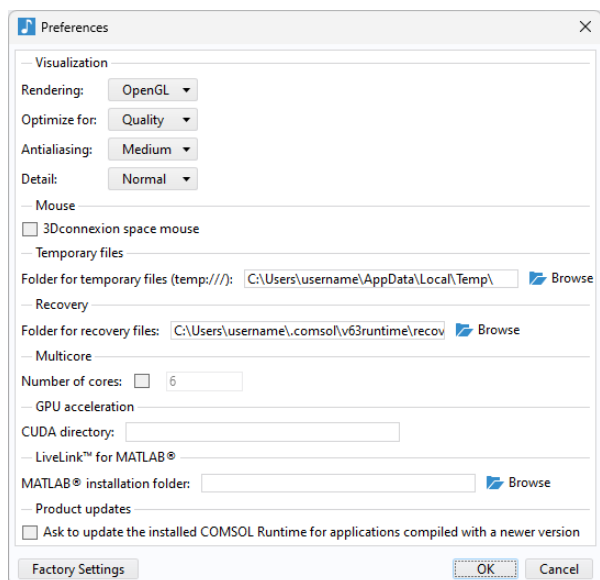 Preferences
Visualization
Rendering: OpenGL
Optimize for: Quality
Antialiasing: Medium
Detail: Normal
Mouse
3Dconnexion space mouse
Temporary files
Folder for temporary files (temp:///): C:\Users\username\AppData\Local\Temp\ Browse
Recovery
Folder for recovery files: C:\Users\username\.comsol\v63runtime\recov Browse
Multicore
Number of cores: 6
GPU acceleration
CUDA directory:
LiveLink™ for MATLAB®
MATLAB® installation folder: Browse
Product updates
Ask to update the installed COMSOL Runtime for applications compiled with a newer version
Factory Settings OK Cancel